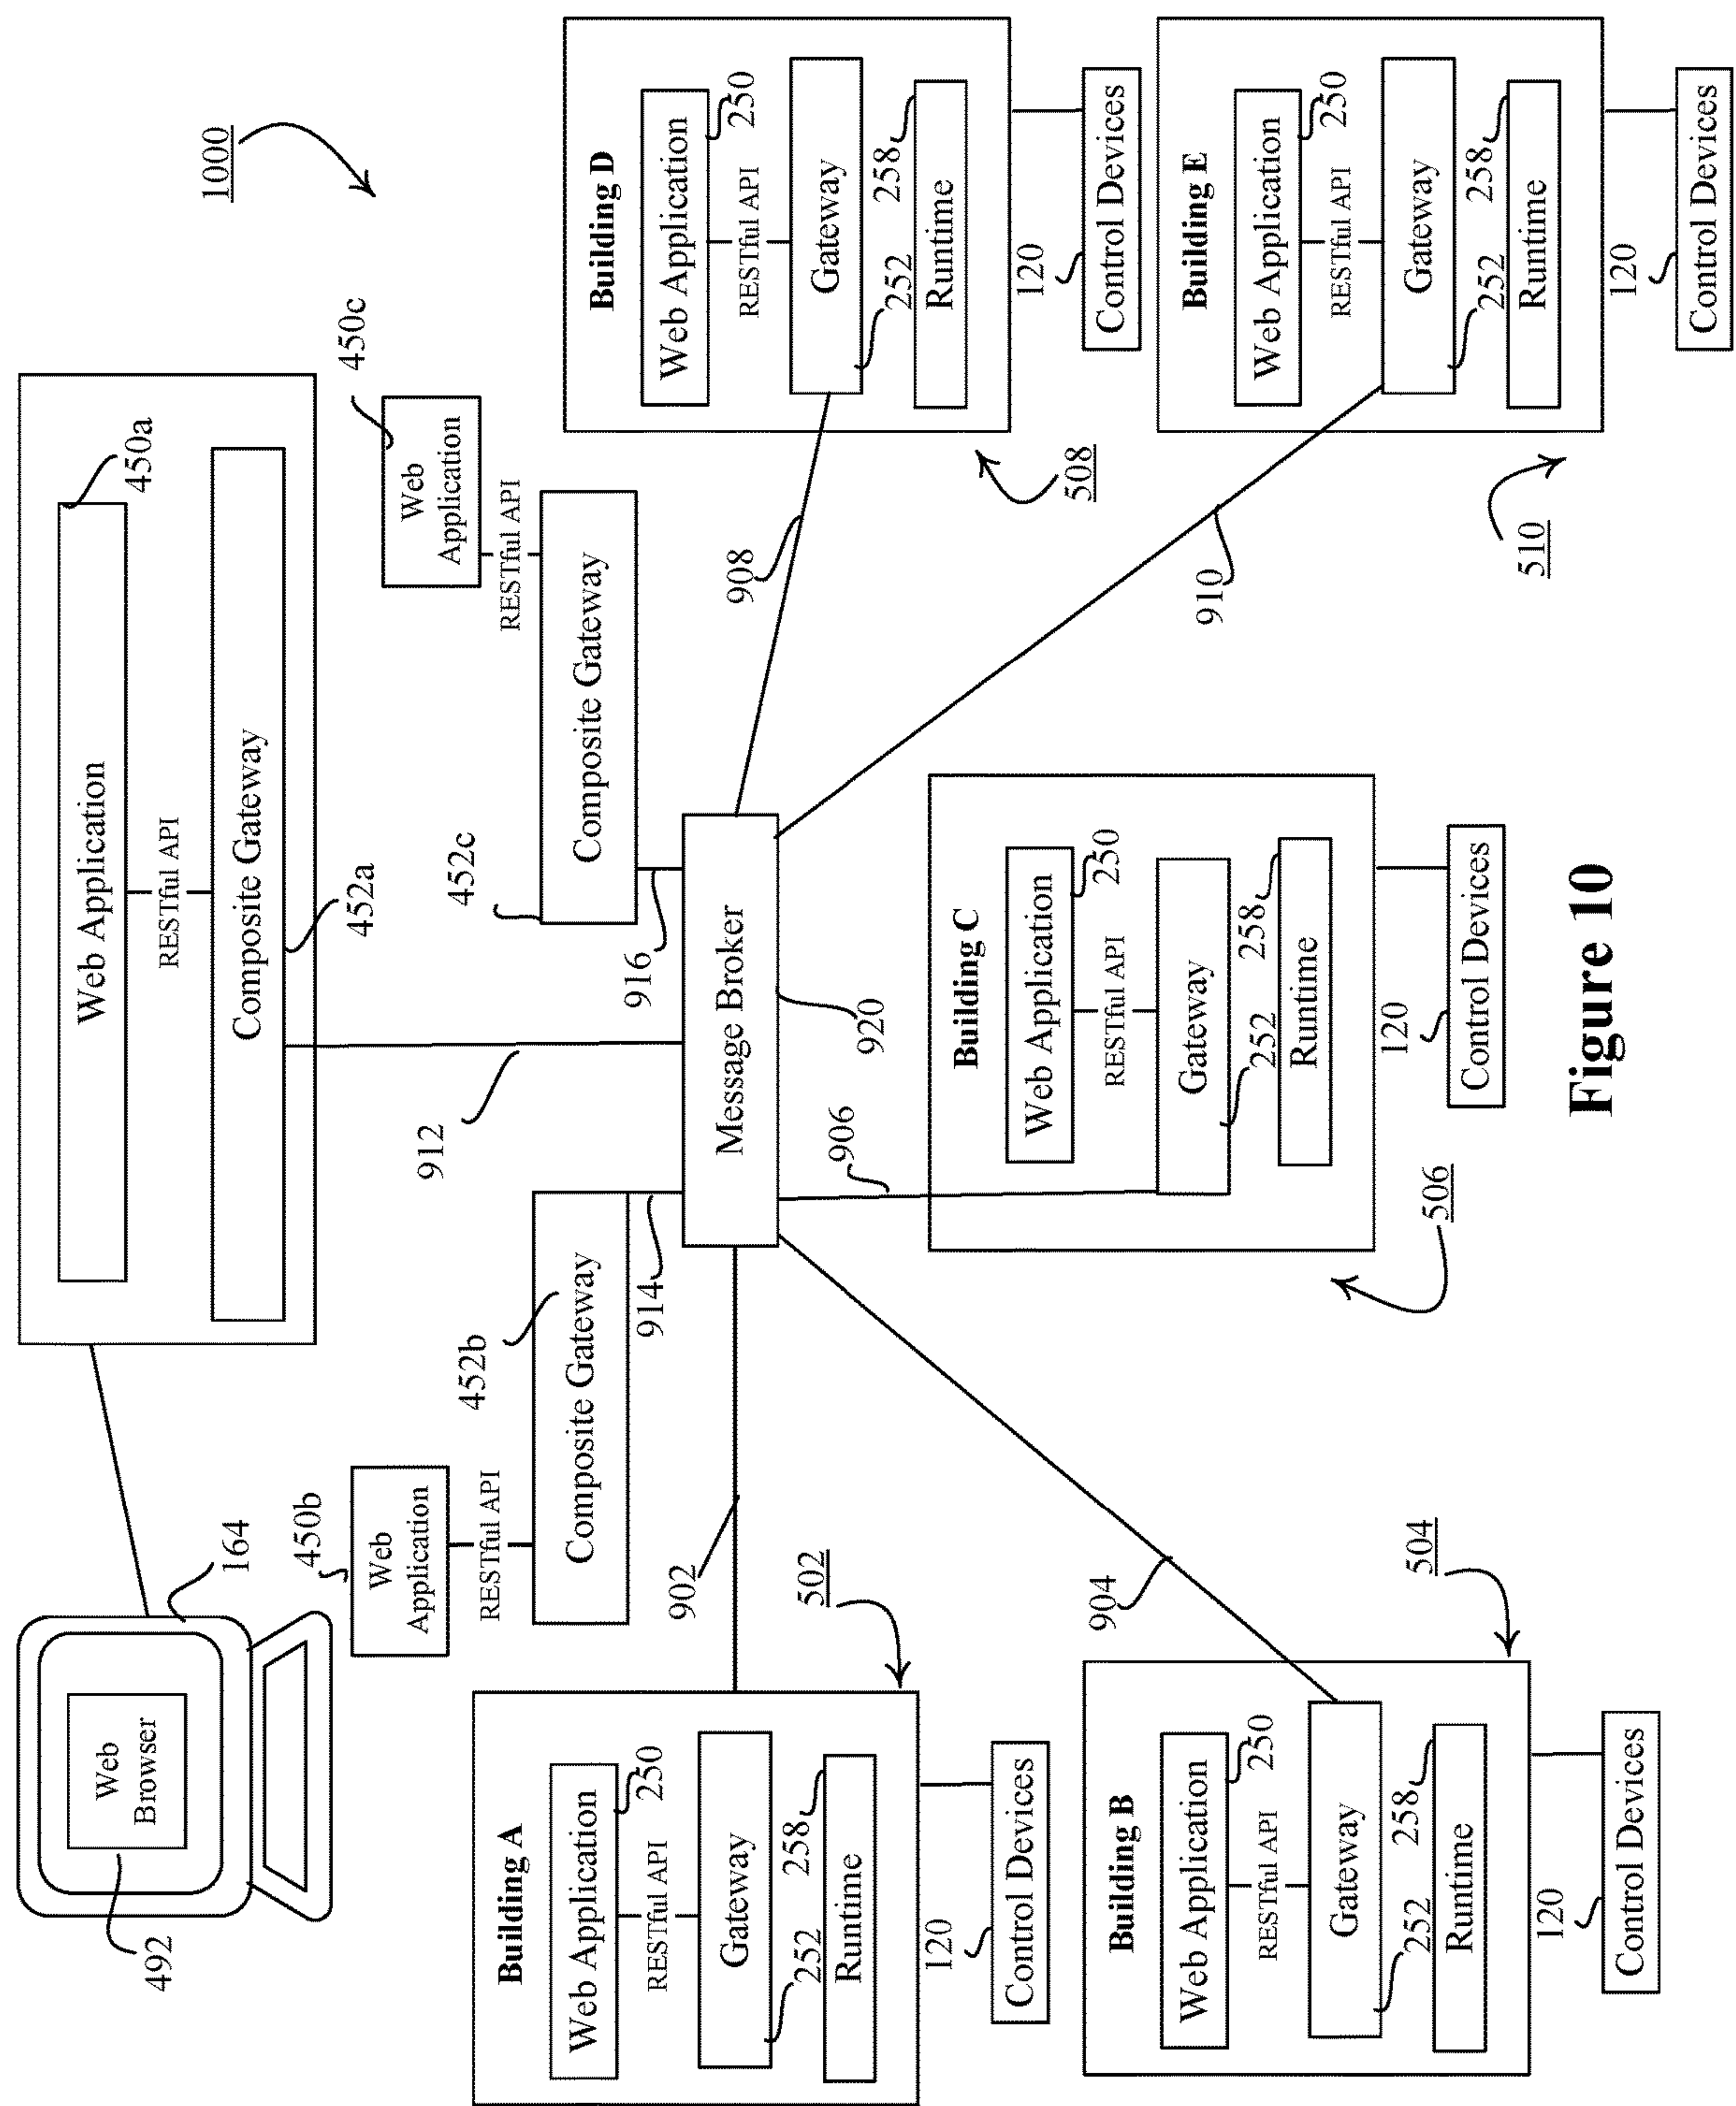 1000
Web
Browser
492
164
Web Application
450a
RESTful API
Composite Gateway
452a
450b
Web
Application
RESTful API
452b
Composite Gateway
914
912
450c
Web
Application
RESTful API
452c
Composite Gateway
916
Message Broker
920
902
904
906
908
910
Building A
Web Application
250
RESTful API
Gateway
252
258
Runtime
120
Control Devices
502
Building B
Web Application
250
RESTful API
Gateway
252
258
Runtime
120
Control Devices
504
Building C
Web Application
250
RESTful API
Gateway
252
258
Runtime
120
Control Devices
506
Building D
Web Application
250
RESTful API
Gateway
252
258
Runtime
120
Control Devices
508
Building E
Web Application
250
RESTful API
Gateway
252
258
Runtime
120
Control Devices
510
Figure 10